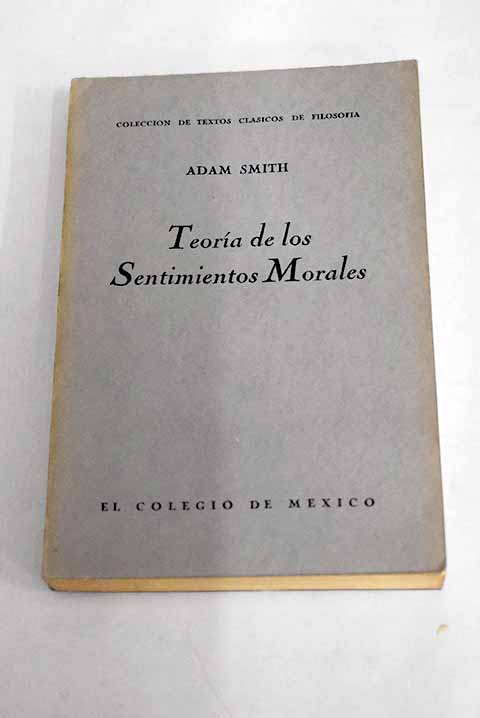 COLECCION DE TEXTOS CLASICOS DE FILOSOFIA
ADAM SMITH
Teoría de los
Sentimientos Morales
EL COLEGIO DE MEXICO